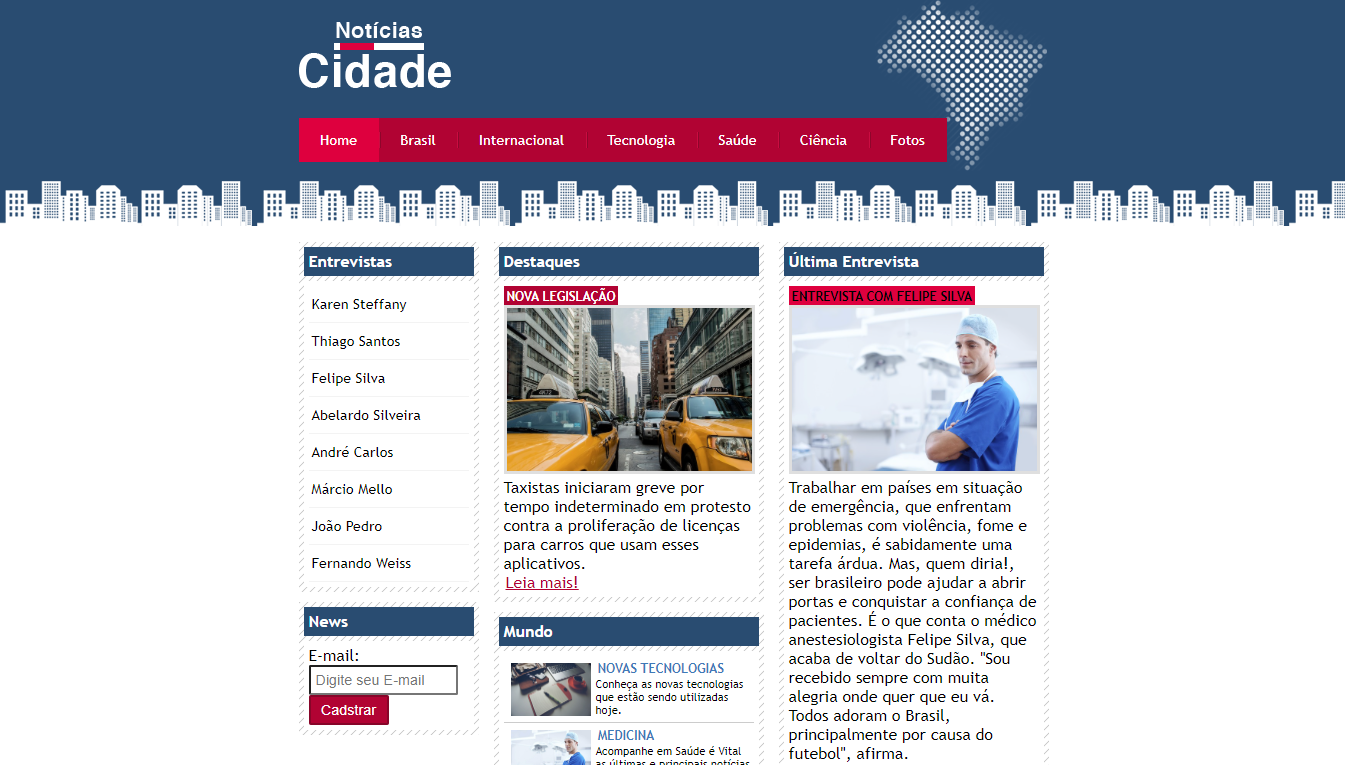 Notícias
Cidade
Home
Brasil
Internacional
Tecnologia
Saúde
Ciência
Fotos
Entrevistas
Karen Steffany
Thiago Santos
Felipe Silva
Abelardo Silveira
André Carlos
Márcio Mello
João Pedro
Fernando Weiss
News
E-mail:
Digite seu E-mail
Cadstrar
Destaques
NOVA LEGISLAÇÃO
Taxistas iniciaram greve por
tempo indeterminado em protesto
contra a proliferação de licenças
para carros que usam esses
aplicativos.
Leia mais!
Mundo
NOVAS TECNOLOGIAS
Conheça as novas tecnologias
que estão sendo utilizadas
hoje.
MEDICINA
Acompanhe em Saúde é Vital
as últimas e principais notícias
Última Entrevista
ENTREVISTA COM FELIPE SILVA
Trabalhar em países em situação
de emergência, que enfrentam
problemas com violência, fome e
epidemias, é sabidamente uma
tarefa árdua. Mas, quem diria!,
ser brasileiro pode ajudar a abrir
portas e conquistar a confiança de
pacientes. É o que conta o médico
anestesiologista Felipe Silva, que
acaba de voltar do Sudão. "Sou
recebido sempre com muita
alegria onde quer que eu vá.
Todos adoram o Brasil,
principalmente por causa do
futebol", afirma.